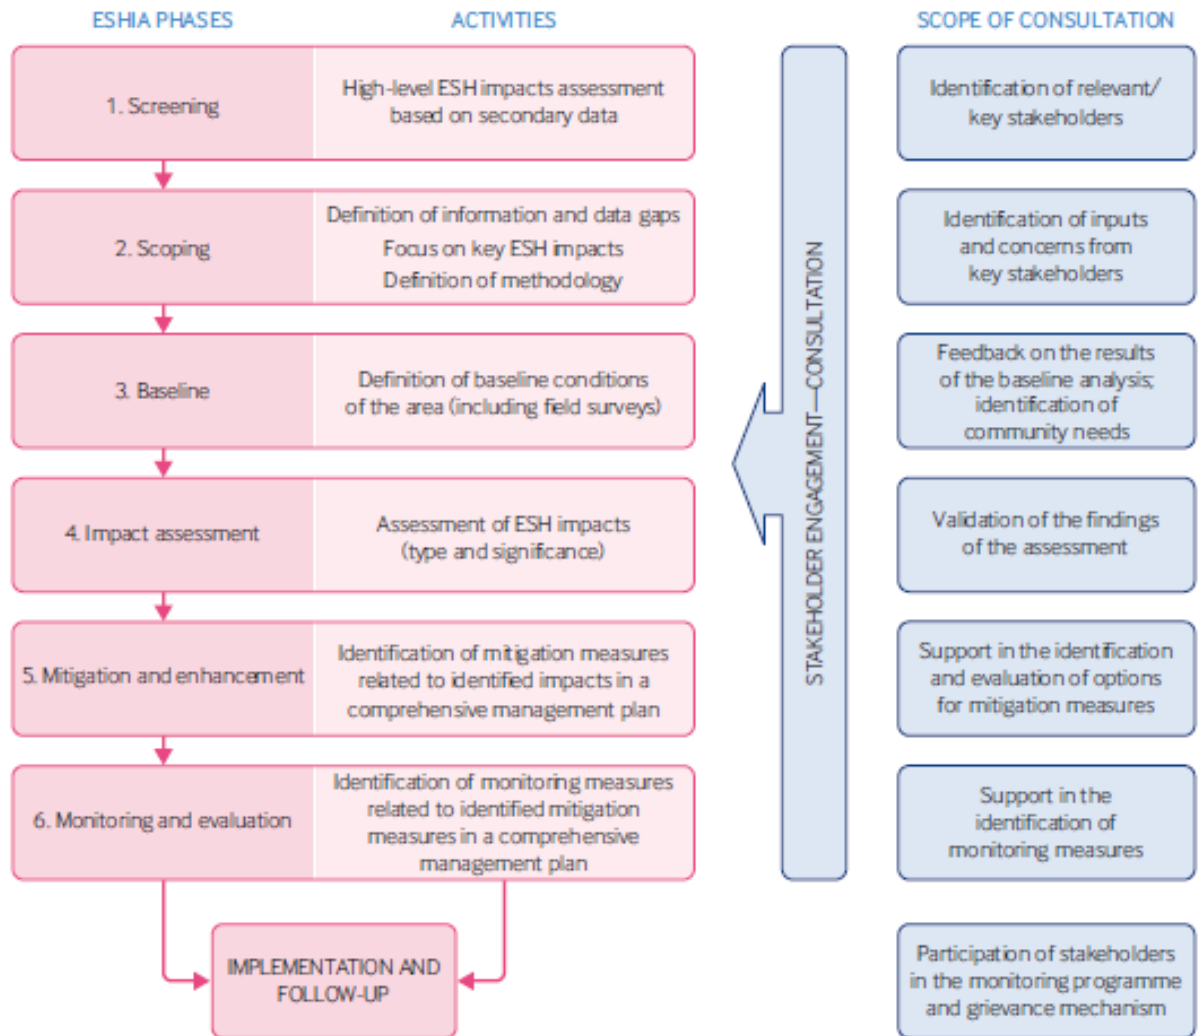 ESHIA PHASES
ACTIVITIES
SCOPE OF CONSULTATION
1. Screening
High-level ESH impacts assessment
based on secondary data
Identification of relevant/
key stakeholders
2. Scoping
Definition of information and data gaps
Focus on key ESH impacts
Definition of methodology
Identification of inputs
and concerns from
key stakeholders
3. Baseline
Definition of baseline conditions
of the area (including field surveys)
Feedback on the results
of the baseline analysis;
identification of
community needs
4. Impact assessment
Assessment of ESH impacts
(type and significance)
Validation of the findings
of the assessment
5. Mitigation and enhancement
Identification of mitigation measures
related to identified impacts in a
comprehensive management plan
Support in the identification
and evaluation of options
for mitigation measures
6. Monitoring and evaluation
Identification of monitoring measures
related to identified mitigation
measures in a comprehensive
management plan
Support in the
identification of
monitoring measures
STAKEHOLDER ENGAGEMENT—CONSULTATION
IMPLEMENTATION AND
FOLLOW-UP
Participation of stakeholders
in the monitoring programme
and grievance mechanism